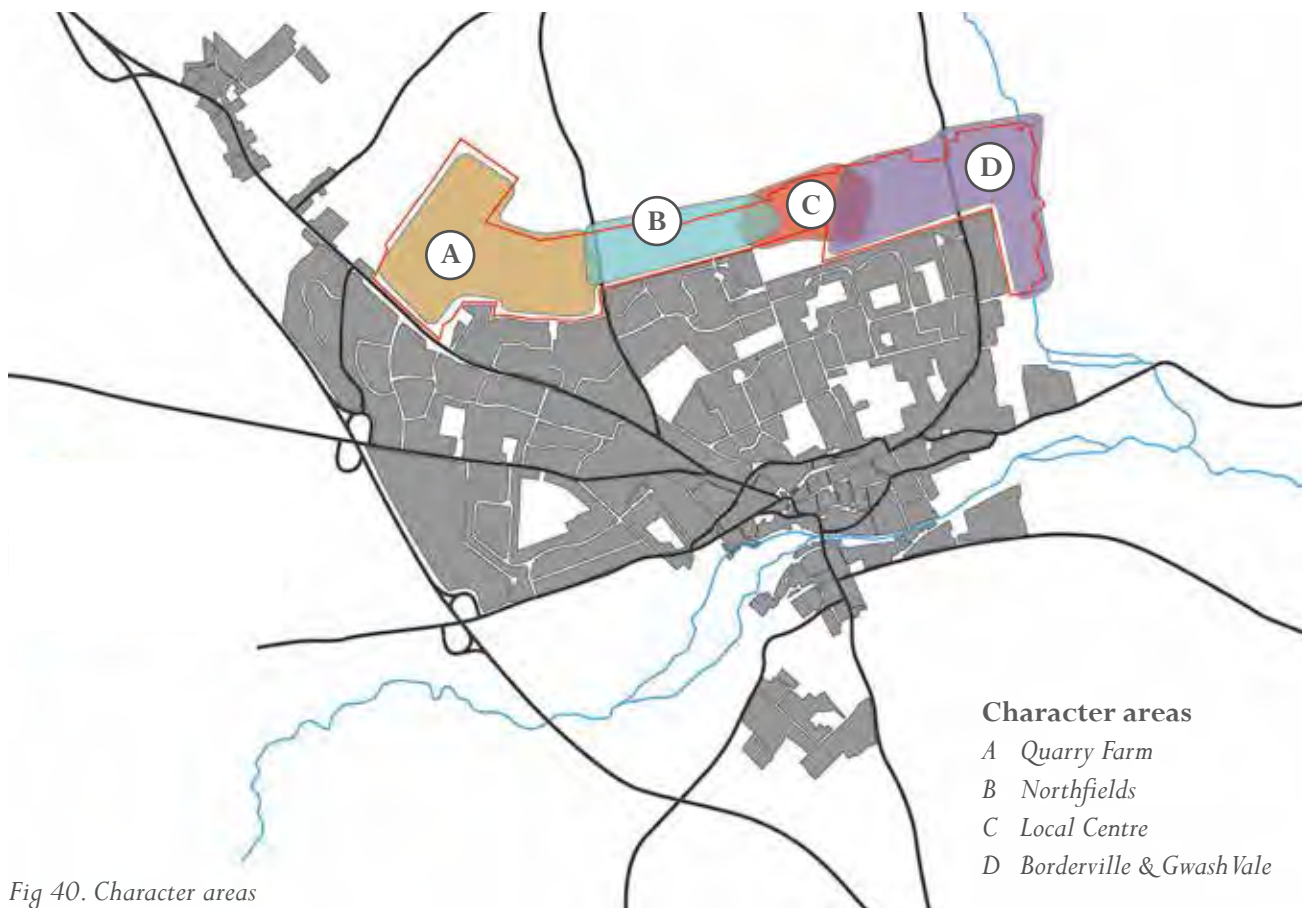 A
B
C
D
Character areas
A Quarry Farm
B Northfields
C Local Centre
D Borderville & Gwash Vale
Fig 40. Character areas